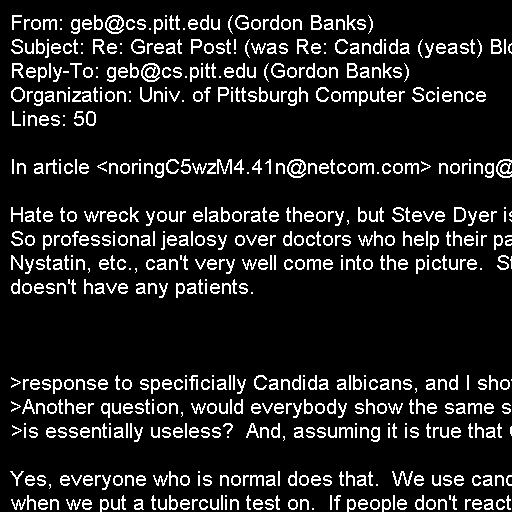 From: geb@cs.pitt.edu (Gordon Banks)
Subject: Re: Great Post! (was Re: Candida (yeast) Blo
Reply-To: geb@cs.pitt.edu (Gordon Banks)
Organization: Univ. of Pittsburgh Computer Science
Lines: 50
In article <noringC5wzM4.41n@netcom.com> noring@
Hate to wreck your elaborate theory, but Steve Dyer is
So professional jealosy over doctors who help their pa
Nystatin, etc., can't very well come into the picture.  St
doesn't have any patients.
>response to specificially Candida albicans, and I sho
>Another question, would everybody show the same s
>is essentially useless?  And, assuming it is true that
Yes, everyone who is normal does that.  We use cand
when we put a tuberculin test on.  If people don't react